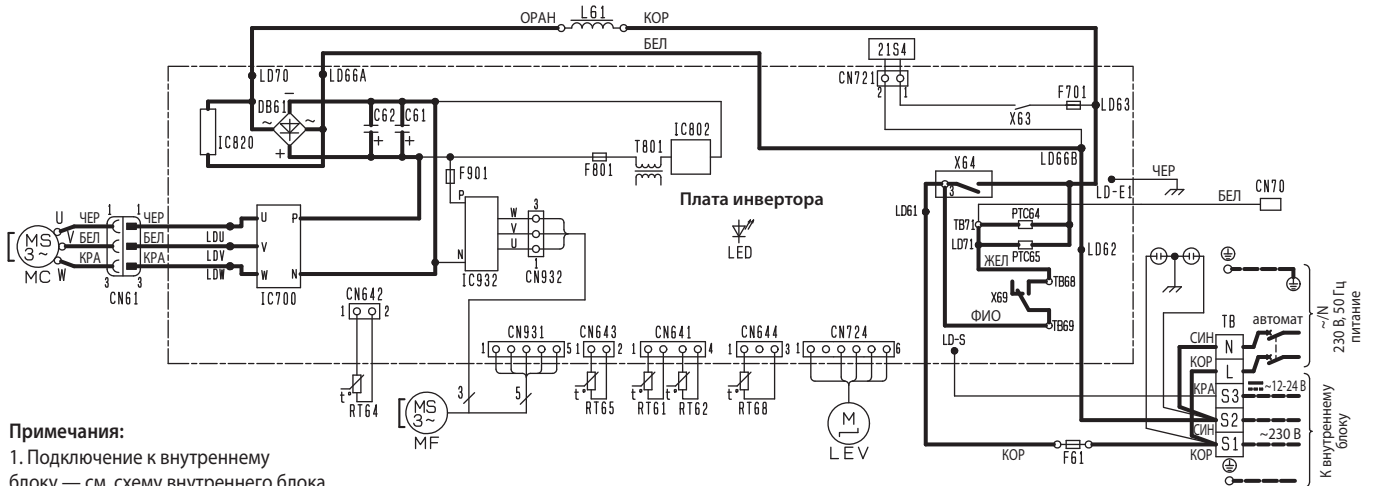 ОРАН L61 КОР
БЕЛ
21S4
CN721
2 1
F701
X63
LD63
LD70 LD66A
DB61
−
~ ~
+
IC820
C62 C61
+ +
T801 IC802
F801
F901
LD66B
X64
3
LD-E1
ЧЕР
БЕЛ
CN70
Плата инвертора
LED
LD61
TB71
PTC64
LD71
PTC65
LD62
ЖЕЛ
X69
TB68
ФИО
TB69
LD-S
U ЧЕР 1 1 ЧЕР
V БЕЛ БЕЛ LDU
W КРА КРА LDV
LDW
3 3
MS
3~
MC
CN61
U P
V
W N
IC700
P
N
W
V
U
3
1
IC932 CN932
CN642
1 2
t°
RT64
CN931
1 5
3 5
MS
3~
MF
CN643
1 2
t°
RT65
CN641
1 4
t° t°
RT61 RT62
CN644
1 3
t°
RT68
CN724
1 6
M
LEV
TB
СИН N
КОР L
КРА S3
S2
СИН
КОР S1
автомат
~/N
230 В, 50 Гц
питание
~12-24 В
~230 В
К внутреннему
блоку
КОР F61
Примечания:
1. Подключение к внутреннему
блоку — см. схему внутреннего блока